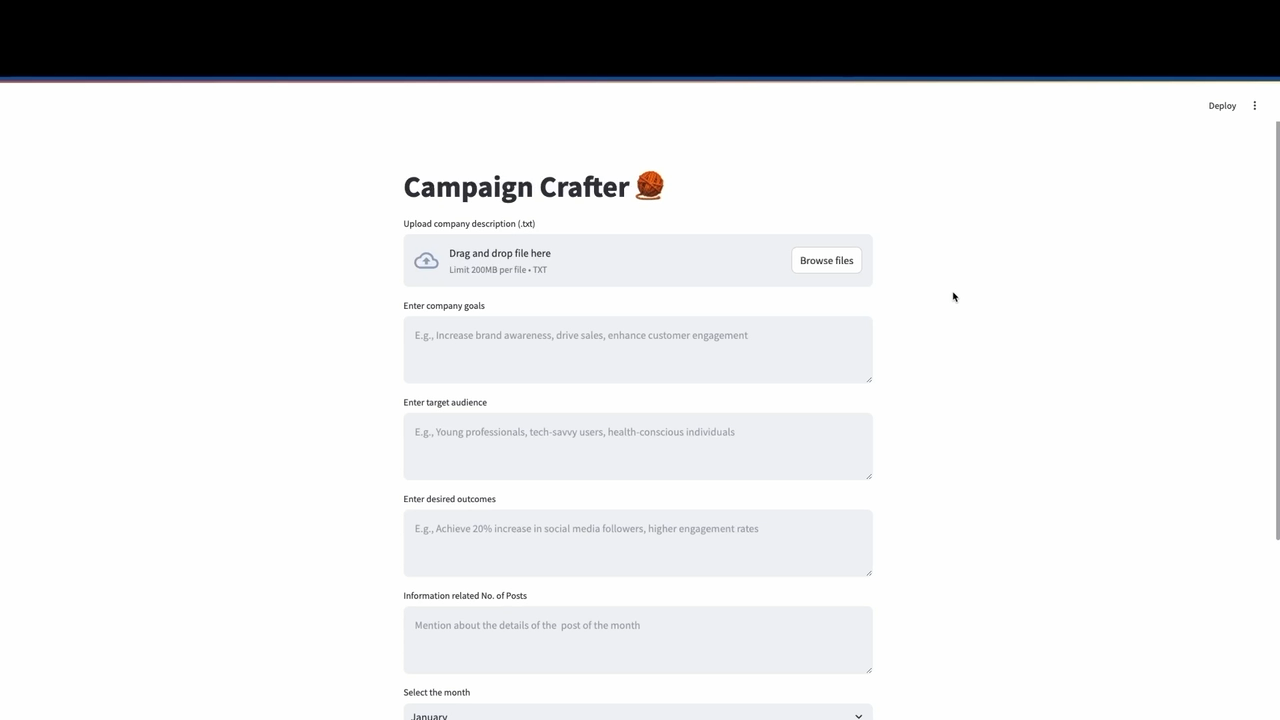 Deploy
Campaign Crafter
Upload company description (.txt)
Drag and drop file here
Browse files
Limit 200MB per file • TXT
Enter company goals
E.g., Increase brand awareness, drive sales, enhance customer engagement
Enter target audience
E.g., Young professionals, tech-savvy users, health-conscious individuals
Enter desired outcomes
E.g., Achieve 20% increase in social media followers, higher engagement rates
Information related No. of Posts
Mention about the details of the  post of the month
Select the month
January